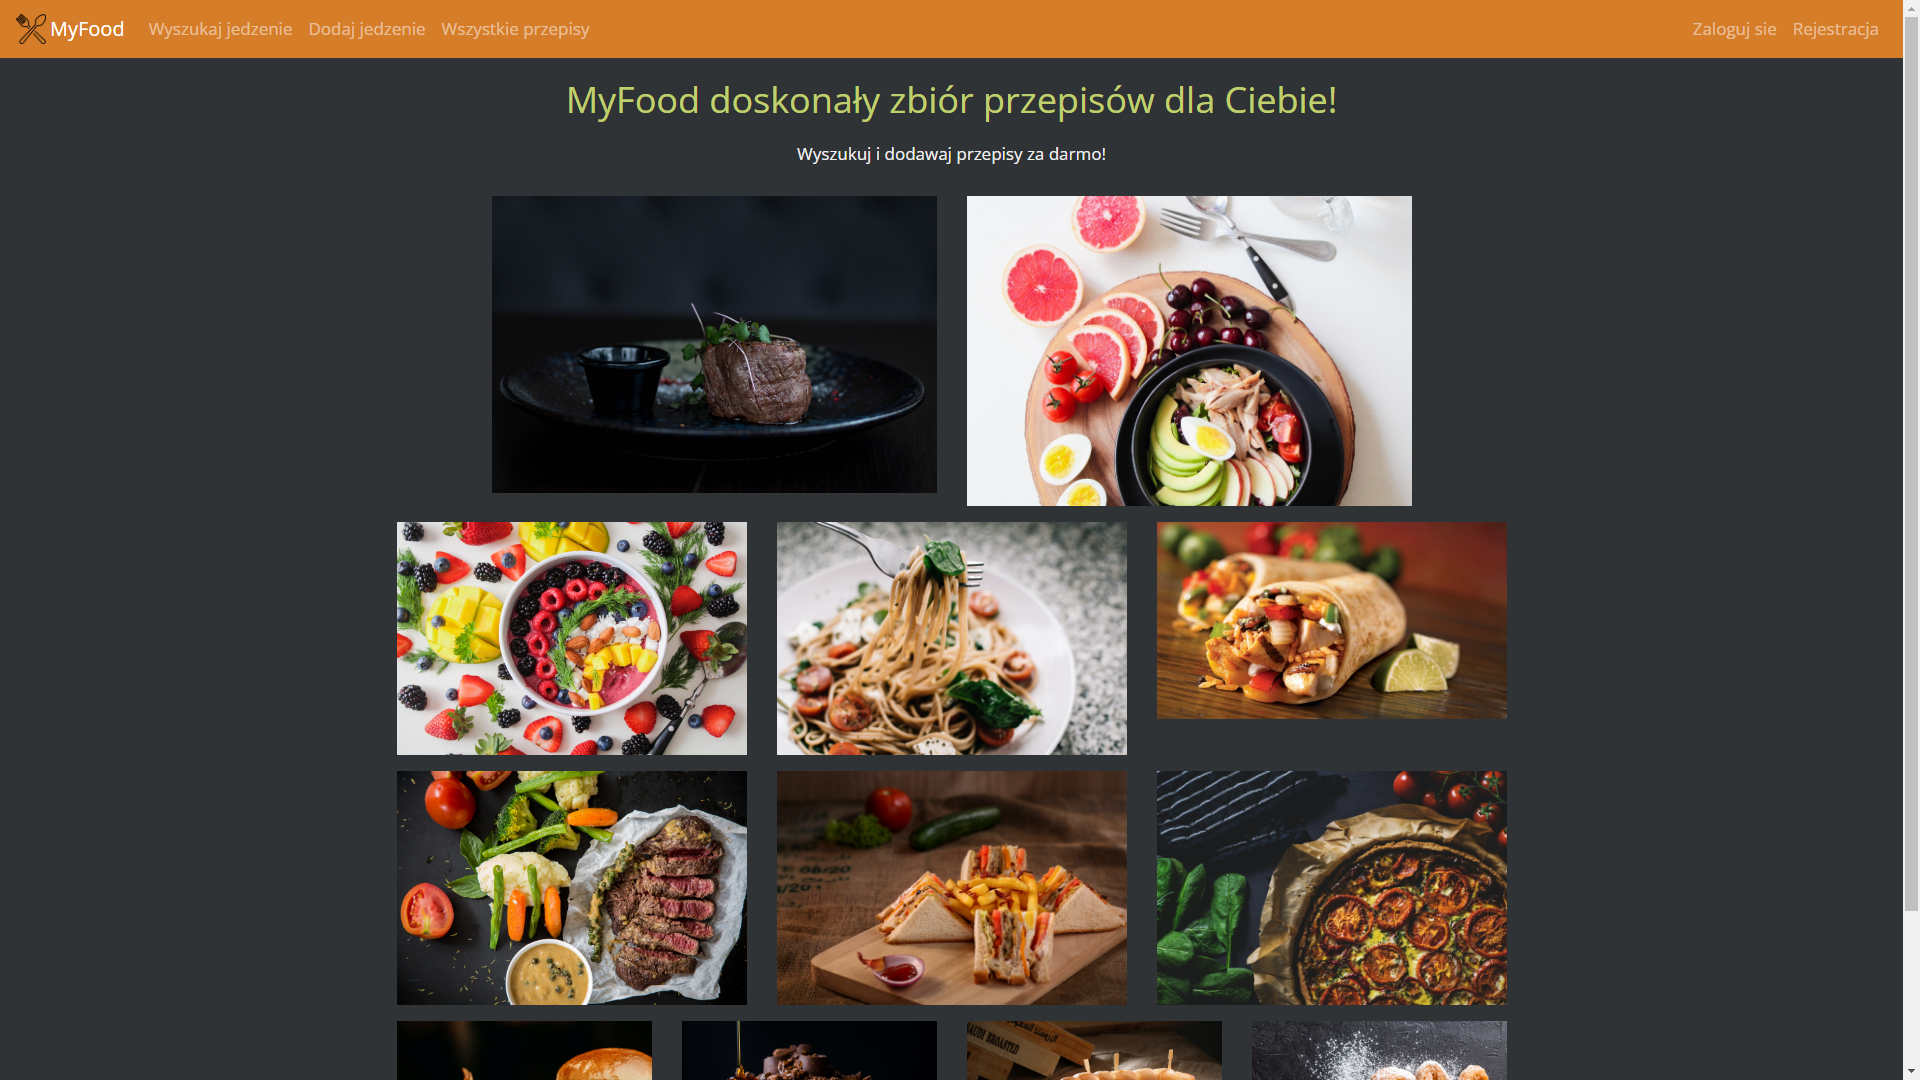 MyFood Wyszukaj jedzenie Dodaj jedzenie Wszystkie przepisy Zaloguj sie Rejestracja
MyFood doskonały zbiór przepisów dla Ciebie!
Wyszukuj i dodawaj przepisy za darmo!
ROASTED